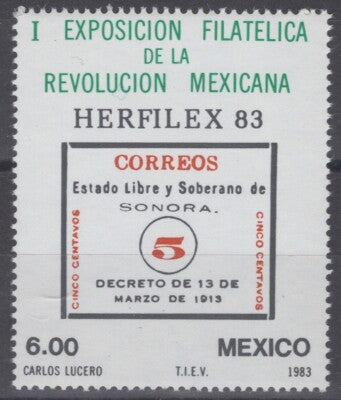 I EXPOSICION FILATELICA
DE LA
REVOLUCION MEXICANA
HERFILEX 83
CORREOS
Estado Libre y Soberano de
SONORA.
CINCO CENTAVOS
5
CINCO CENTAVOS
DECRETO DE 13 DE
MARZO DE 1913
6.00 MEXICO
CARLOS LUCERO T.I.E.V. 1983